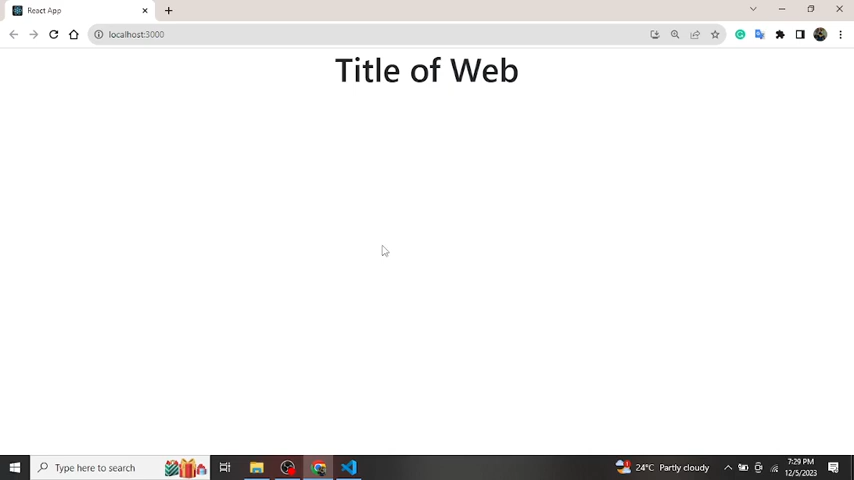 React App
localhost:3000
Title of Web
Type here to search
24°C Partly cloudy
7:29 PM
12/5/2023